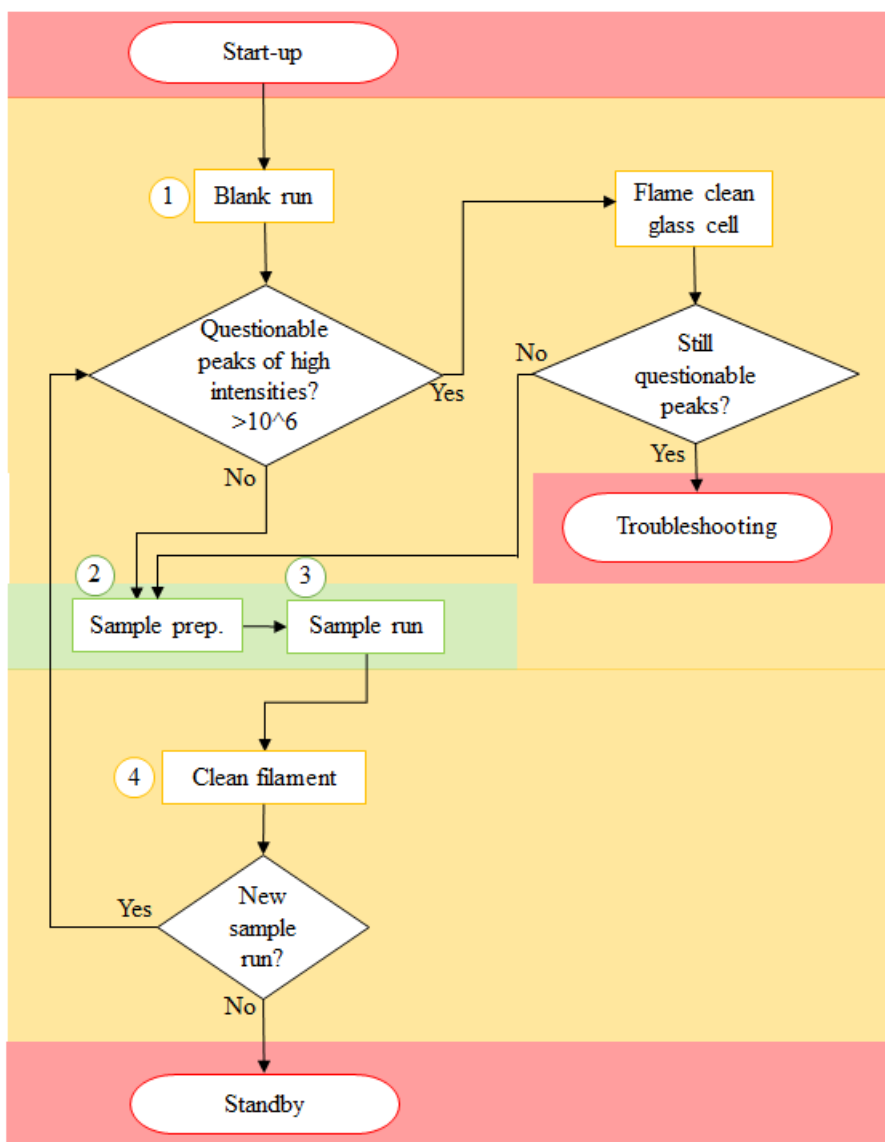 Start-up
1
Blank run
Flame clean
glass cell
Questionable
peaks of high
intensities?
>10^6
Yes
No
Still
questionable
peaks?
No
Yes
Troubleshooting
2
Sample prep.
3
Sample run
4
Clean filament
New
sample
run?
Yes
No
Standby